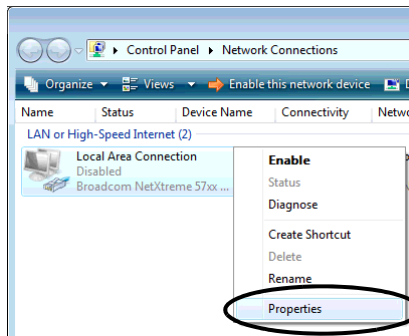 Control Panel Network Connections
Organize Views Enable this network device
Name Status Device Name Connectivity
LAN or High-Speed Internet (2)
Local Area Connection
Disabled
Broadcom NetXtreme 57xx ...
Enable
Status
Diagnose
Create Shortcut
Delete
Rename
Properties